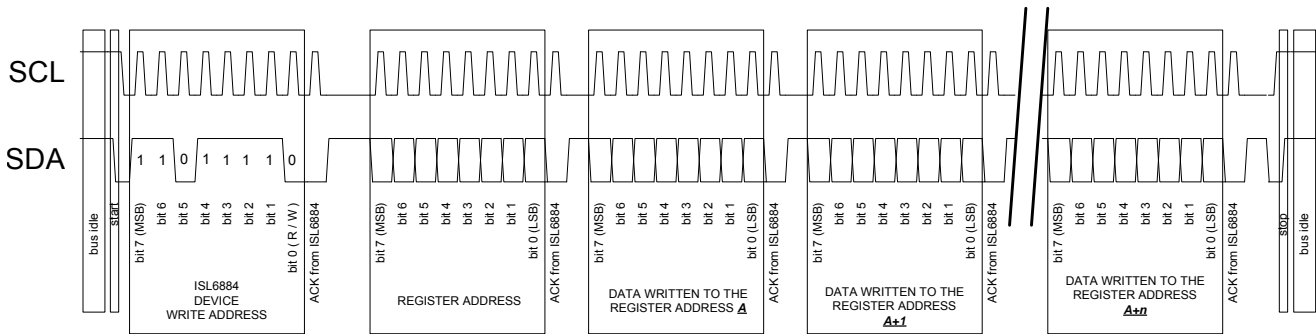 SCL
SDA
1 1 0 1 1 1 1 0
bus idle
start
bit 7 (MSB)
bit 6
bit 5
bit 4
bit 3
bit 2
bit 1
bit 0 ( R / W )
ACK from ISL6884
ISL6884
DEVICE
WRITE ADDRESS
bit 7 (MSB)
bit 6
bit 5
bit 4
bit 3
bit 2
bit 1
bit 0 (LSB)
ACK from ISL6884
REGISTER ADDRESS
bit 7 (MSB)
bit 6
bit 5
bit 4
bit 3
bit 2
bit 1
bit 0 (LSB)
ACK from ISL6884
DATA WRITTEN TO THE
REGISTER ADDRESS A
bit 7 (MSB)
bit 6
bit 5
bit 4
bit 3
bit 2
bit 1
bit 0 (LSB)
ACK from ISL6884
DATA WRITTEN TO THE
REGISTER ADDRESS
A+1
bit 7 (MSB)
bit 6
bit 5
bit 4
bit 3
bit 2
bit 1
bit 0 (LSB)
ACK from ISL6884
DATA WRITTEN TO THE
REGISTER ADDRESS
A+n
stop
bus idle